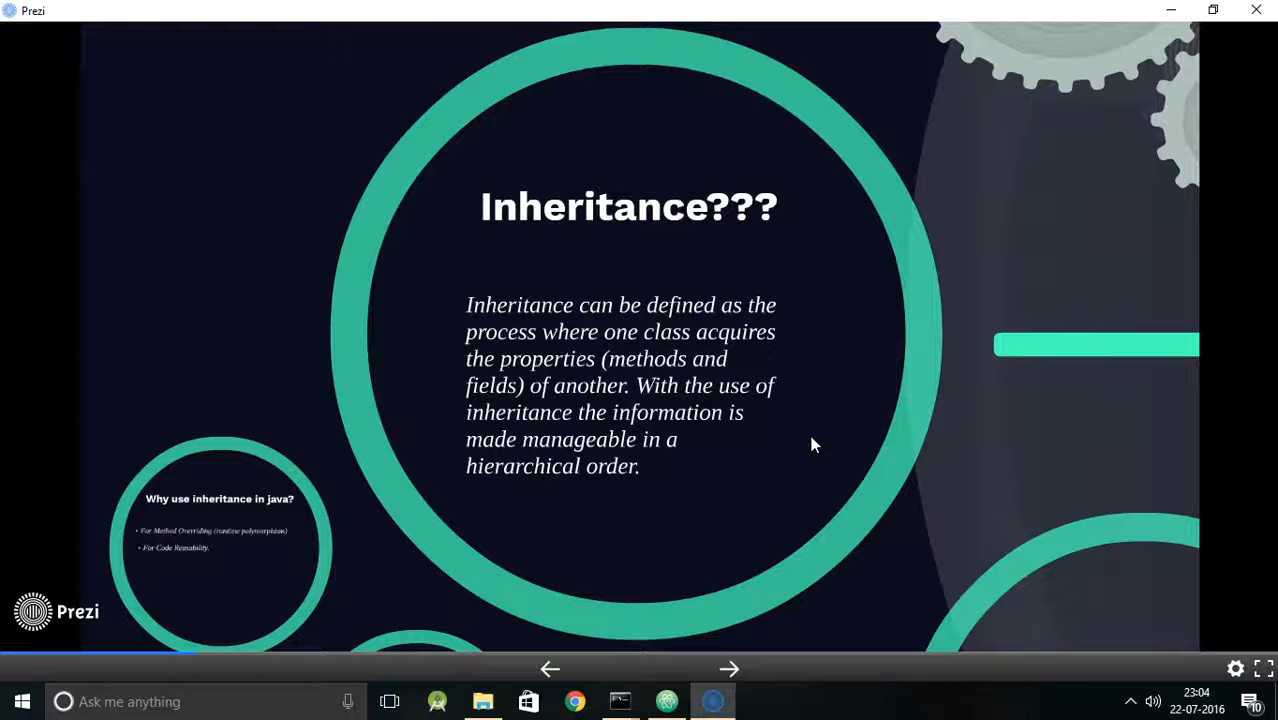 Prezi
Inheritance???
Inheritance can be defined as the
process where one class acquires
the properties (methods and
fields) of another. With the use of
inheritance the information is
made manageable in a
hierarchical order.
Why use inheritance in java?
• For Method Overriding (runtime polymorphism)
• For Code Reusability.
Prezi
Ask me anything
23:04
22-07-2016
10